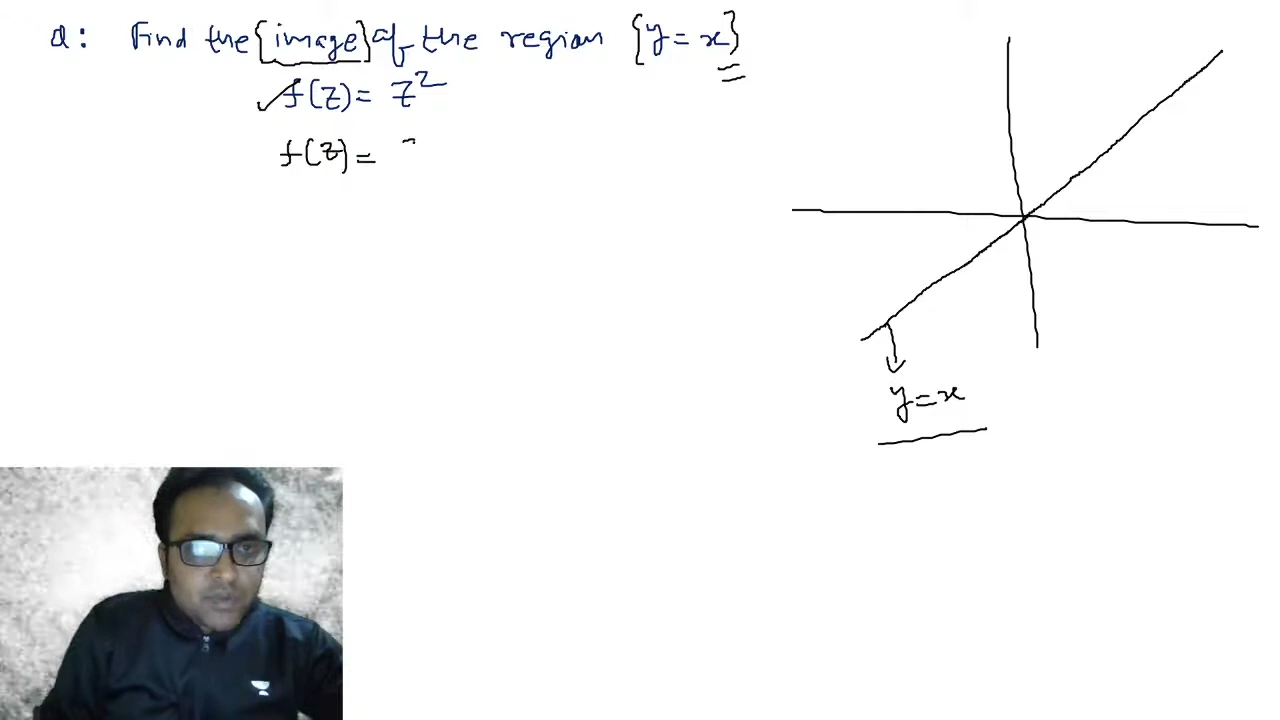 Q: Find the {image} of the region {y = x}
f(z) = z²
f(z) =
y = x